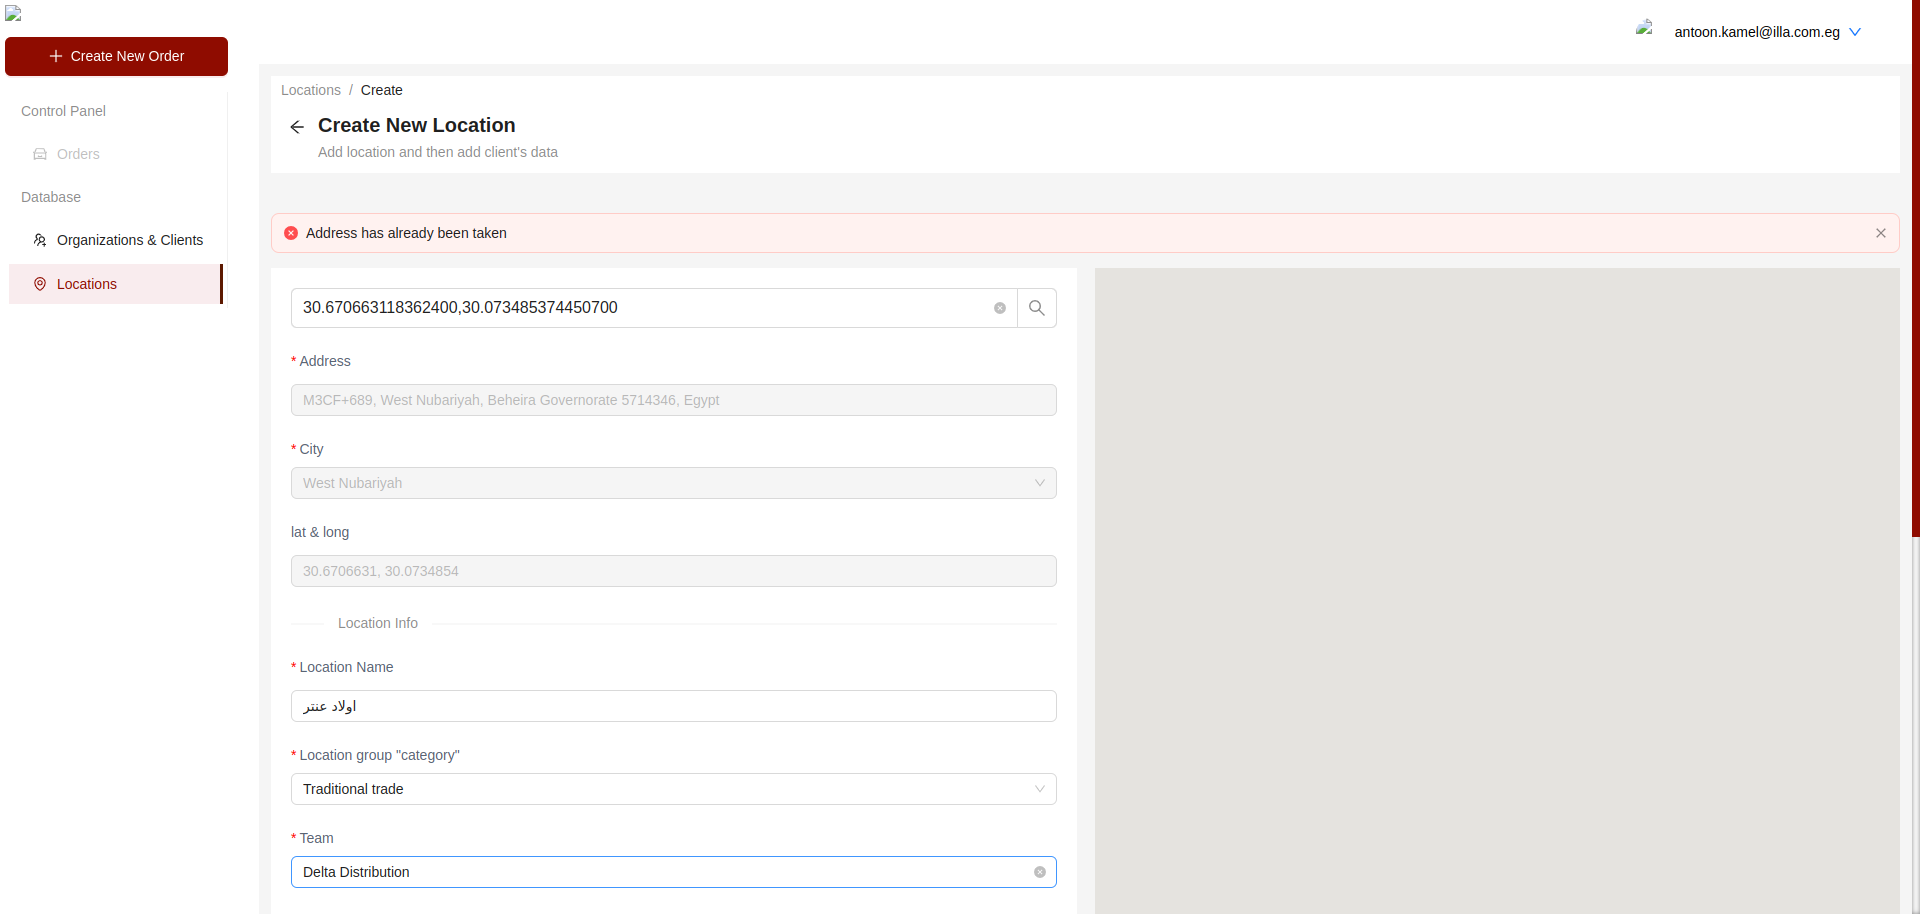 Create New Order
antoon.kamel@illa.com.eg
Control Panel
Orders
Database
Organizations & Clients
Locations
Locations / Create
Create New Location
Add location and then add client's data
Address has already been taken
30.670663118362400,30.073485374450700
* Address
M3CF+689, West Nubariyah, Beheira Governorate 5714346, Egypt
* City
West Nubariyah
lat & long
30.6706631, 30.0734854
Location Info
* Location Name
اولاد عنتر
* Location group "category"
Traditional trade
* Team
Delta Distribution